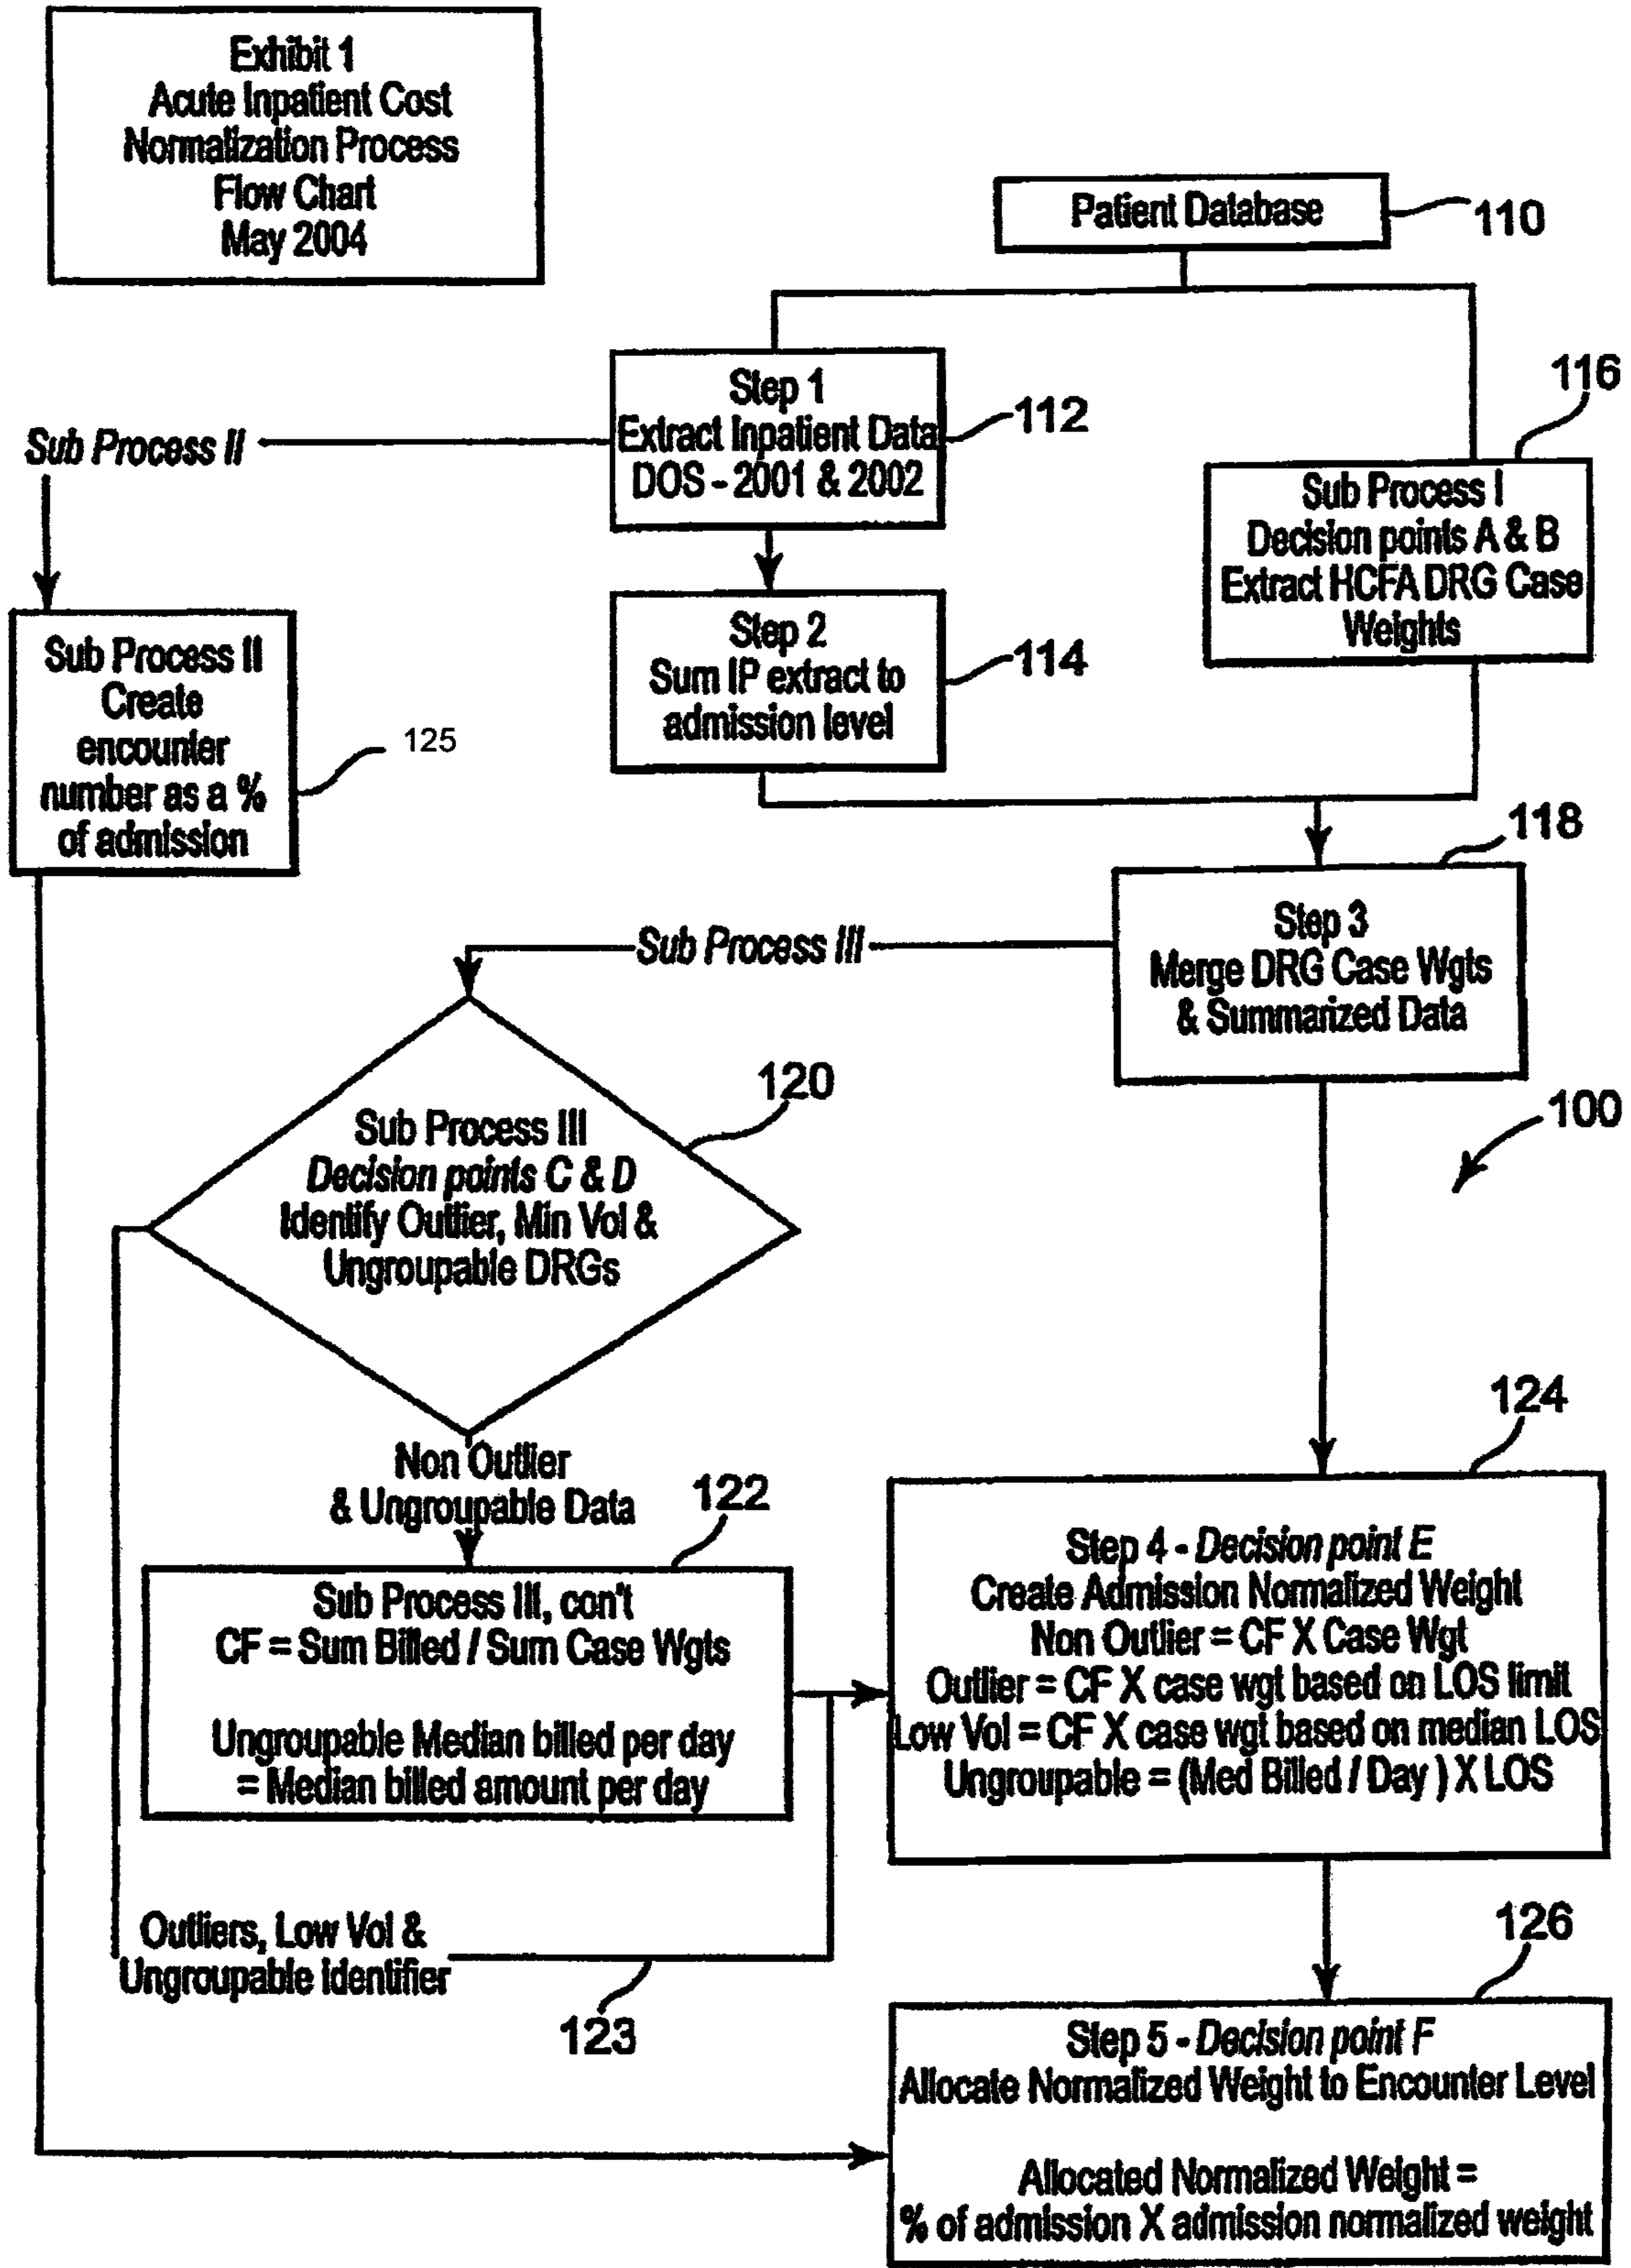 Exhibit 1
Acute Inpatient Cost
Normalization Process
Flow Chart
May 2004
Patient Database
110
Step 1
Extract Inpatient Data
DOS - 2001 & 2002
112
116
Sub Process I
Decision points A & B
Extract HCFA DRG Case
Weights
Sub Process II
Step 2
Sum IP extract to
admission level
114
Sub Process II
Create
encounter
number as a %
of admission
125
118
Step 3
Merge DRG Case Wgts
& Summarized Data
Sub Process III
120
Sub Process III
Decision points C & D
Identify Outlier, Min Vol &
Ungroupable DRGs
100
Non Outlier
& Ungroupable Data
122
Sub Process III, con't
CF = Sum Billed / Sum Case Wgts
Ungroupable Median billed per day
= Median billed amount per day
124
Step 4 - Decision point E
Create Admission Normalized Weight
Non Outlier = CF X Case Wgt
Outlier = CF X case wgt based on LOS limit
Low Vol = CF X case wgt based on median LOS
Ungroupable = (Med Billed / Day ) X LOS
Outliers, Low Vol &
Ungroupable identifier
123
126
Step 5 - Decision point F
Allocate Normalized Weight to Encounter Level
Allocated Normalized Weight =
% of admission X admission normalized weight